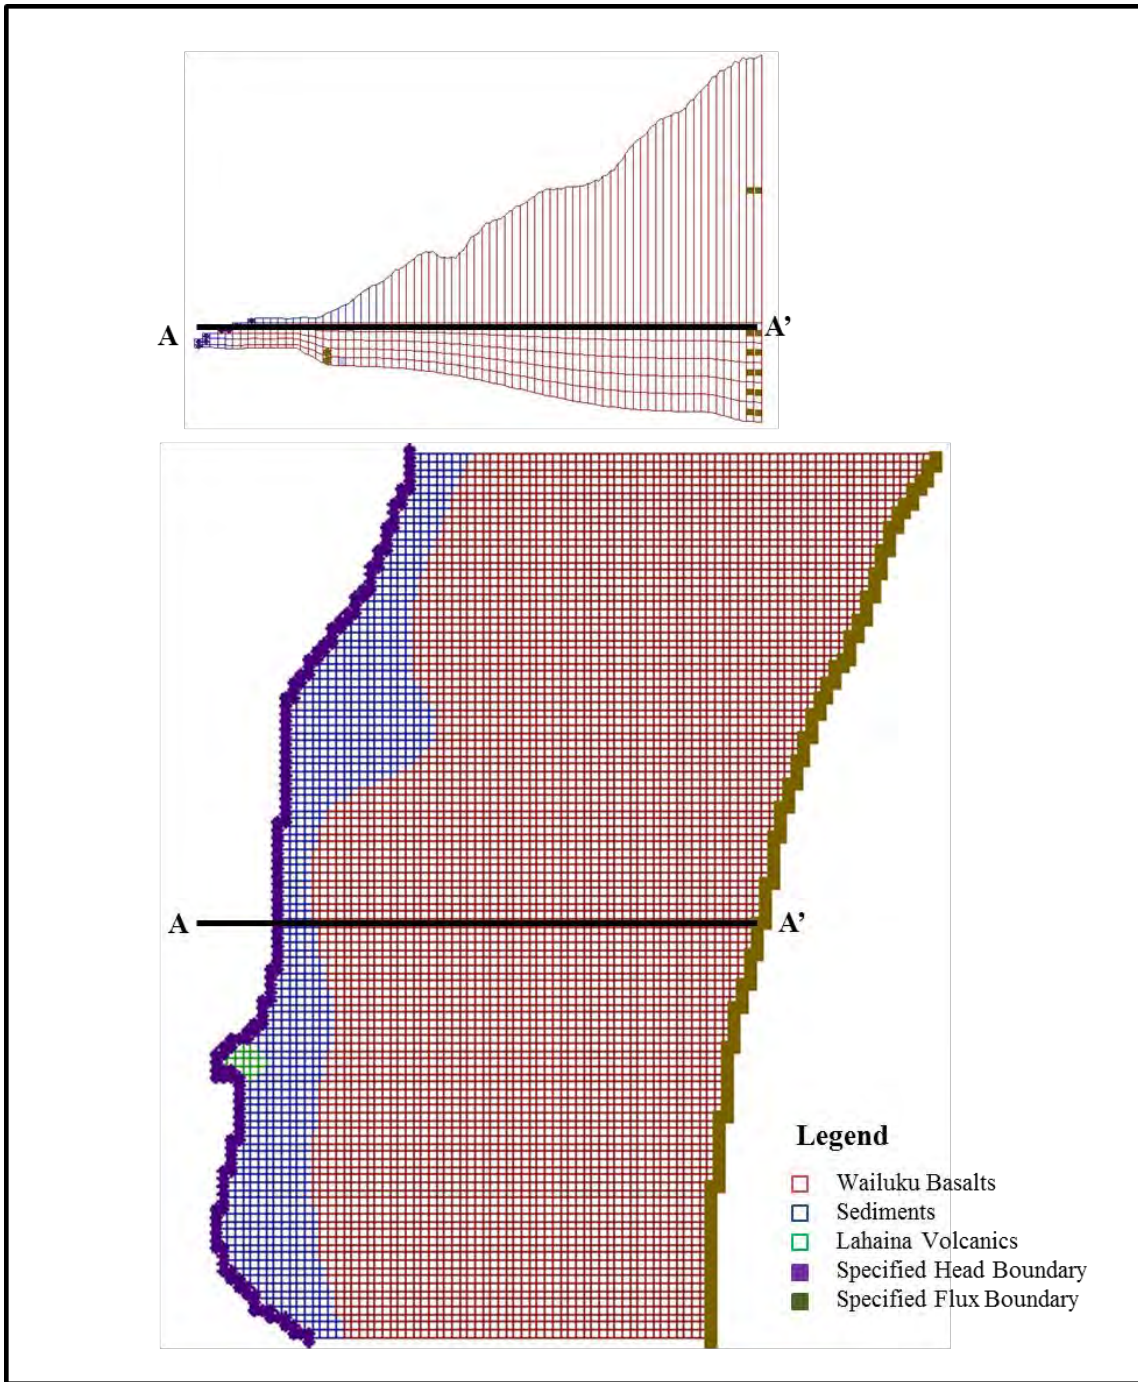 A A’
A A’
Legend
Wailuku Basalts
Sediments
Lahaina Volcanics
Specified Head Boundary
Specified Flux Boundary